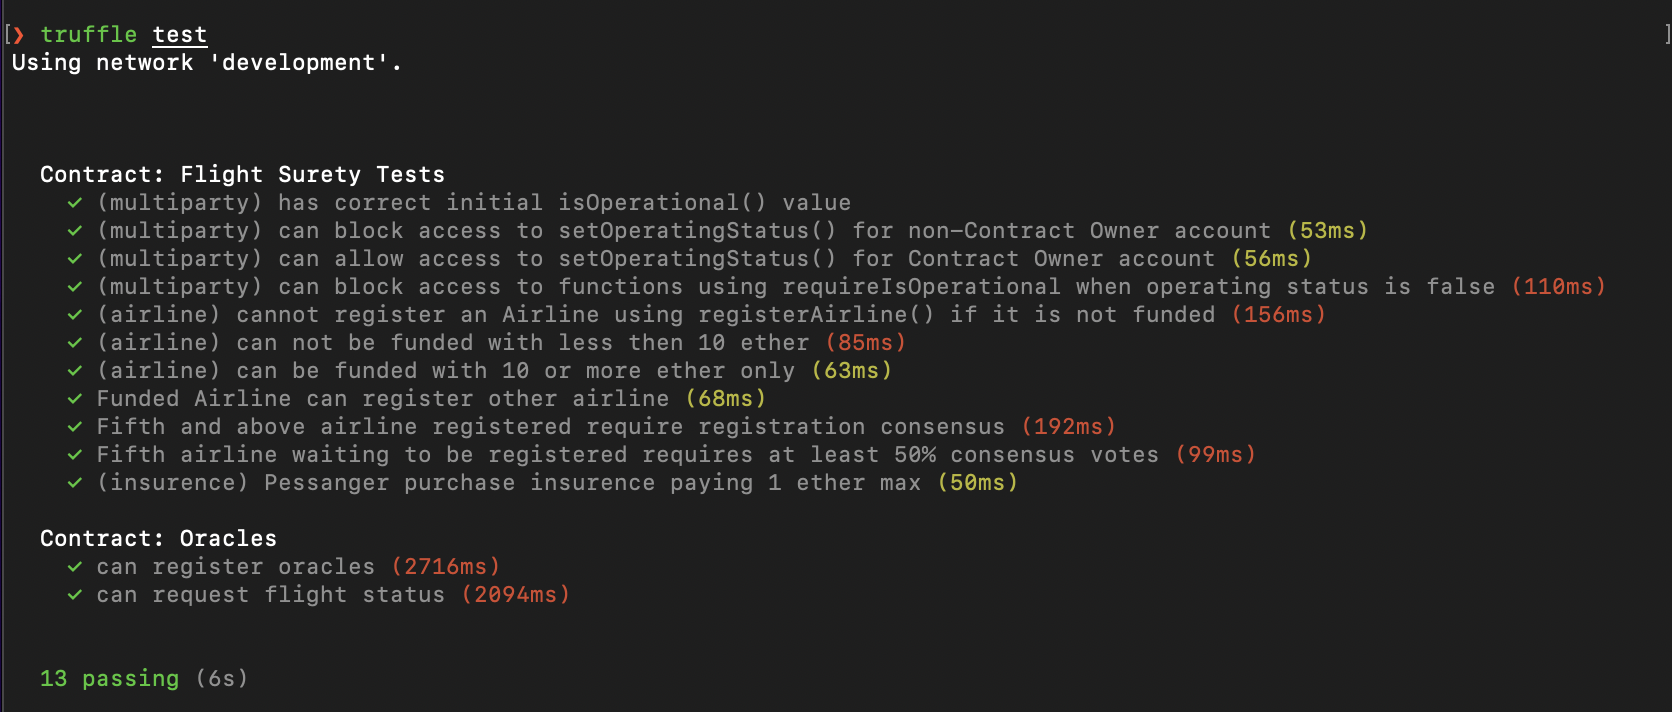 [❯ truffle test ]
Using network 'development'.
Contract: Flight Surety Tests
✓ (multiparty) has correct initial isOperational() value
✓ (multiparty) can block access to setOperatingStatus() for non-Contract Owner account (53ms)
✓ (multiparty) can allow access to setOperatingStatus() for Contract Owner account (56ms)
✓ (multiparty) can block access to functions using requireIsOperational when operating status is false (110ms)
✓ (airline) cannot register an Airline using registerAirline() if it is not funded (156ms)
✓ (airline) can not be funded with less then 10 ether (85ms)
✓ (airline) can be funded with 10 or more ether only (63ms)
✓ Funded Airline can register other airline (68ms)
✓ Fifth and above airline registered require registration consensus (192ms)
✓ Fifth airline waiting to be registered requires at least 50% consensus votes (99ms)
✓ (insurence) Pessanger purchase insurence paying 1 ether max (50ms)
Contract: Oracles
✓ can register oracles (2716ms)
✓ can request flight status (2094ms)
13 passing (6s)